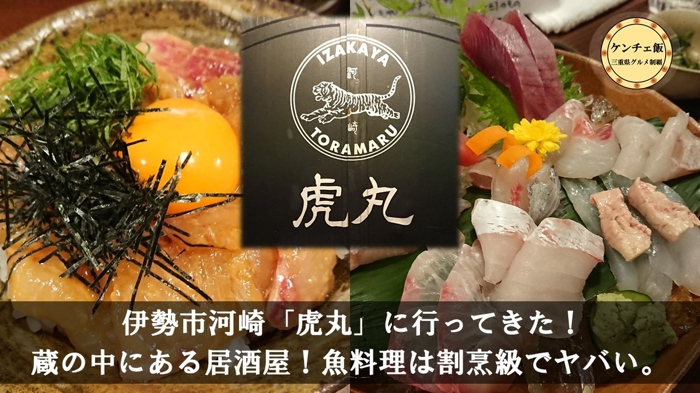 ケンチェ飯
三重県グルメ制覇
IZAKAYA
河
崎
TORAMARU
虎丸
伊勢市河崎「虎丸」に行ってきた！
蔵の中にある居酒屋！魚料理は割烹級でヤバい。